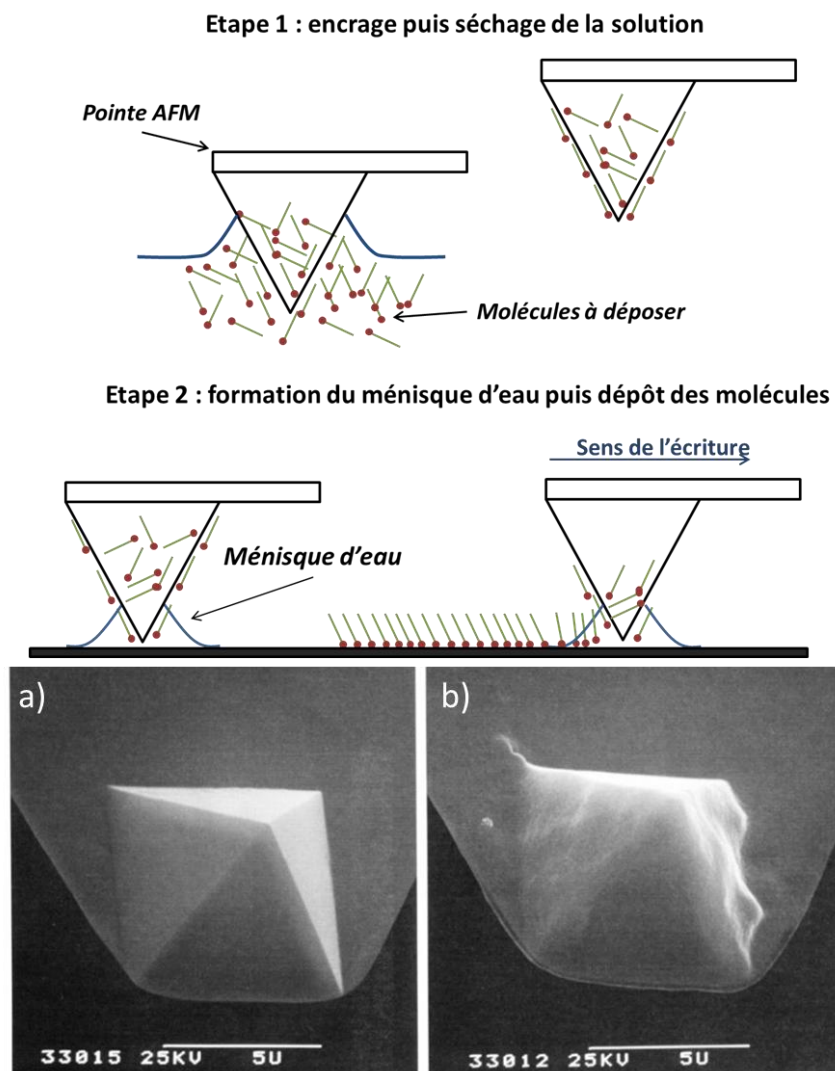 Etape 1 : encrage puis séchage de la solution
Pointe AFM
Molécules à déposer
Etape 2 : formation du ménisque d'eau puis dépôt des molécules
Sens de l'écriture
Ménisque d'eau
a)
b)
33015 25KV 5U
33012 25KV 5U